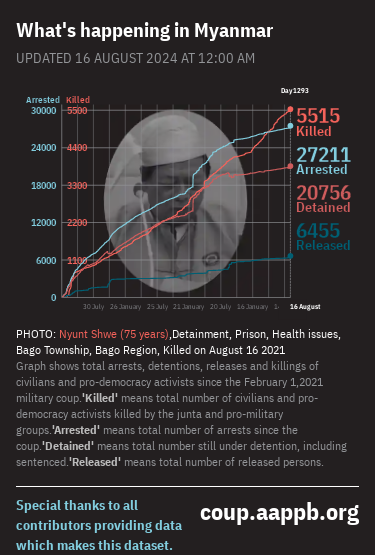 What's happening in Myanmar
UPDATED 16 AUGUST 2024 AT 12:00 AM
Day1293
Arrested Killed
30000 5500
24000 4400
18000 3300
12000 2200
6000 1100
0
5515
Killed
27211
Arrested
20756
Detained
6455
Released
30 July 26 January 25 July 21 January 20 July 16 January 1- 16 August
PHOTO: Nyunt Shwe (75 years),Detainment, Prison, Health issues,
Bago Township, Bago Region, Killed on August 16 2021
Graph shows total arrests, detentions, releases and killings of
civilians and pro-democracy activists since the February 1,2021
military coup.'Killed' means total number of civilians and pro-
democracy activists killed by the junta and pro-military
groups.'Arrested' means total number of arrests since the
coup.'Detained' means total number still under detention, including
sentenced.'Released' means total number of released persons.
Special thanks to all
contributors providing data
which makes this dataset.
coup.aappb.org